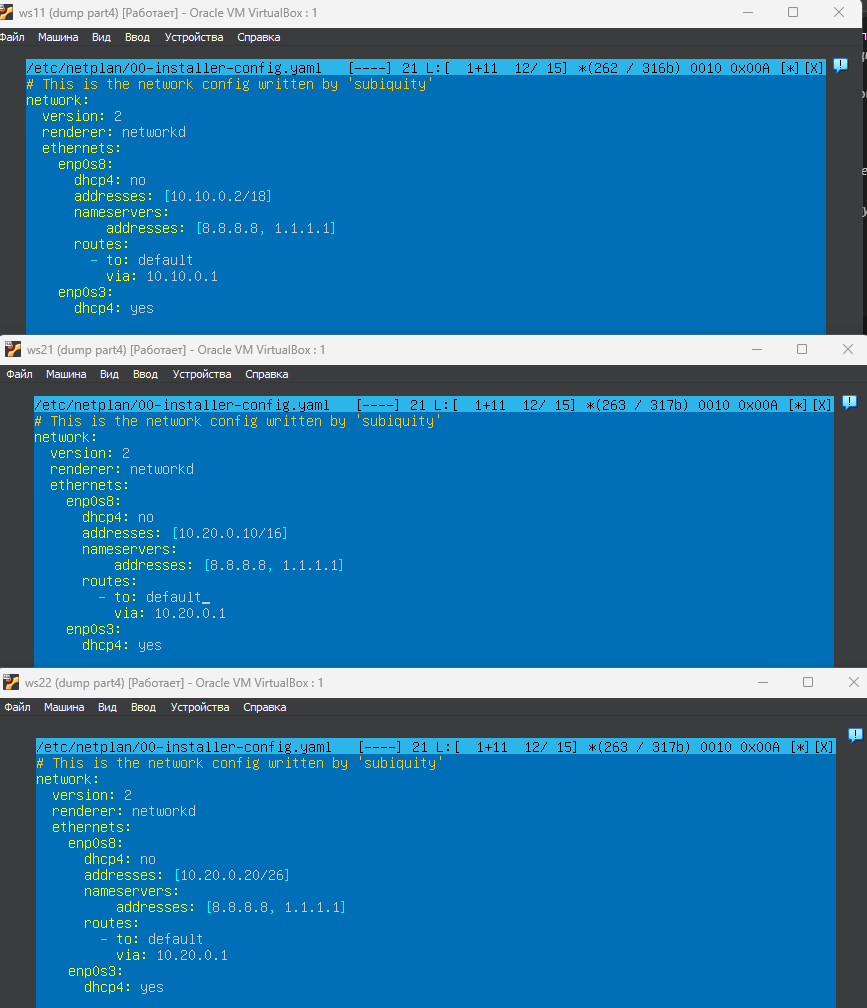 ws11 (dump part4) [Работает] - Oracle VM VirtualBox : 1
Файл Машина Вид Ввод Устройства Справка
/etc/netplan/00-installer-config.yaml [----] 21 L:[ 1+11 12/ 15] *(262 / 316b) 0010 0x00A [*][X]
# This is the network config written by 'subiquity'
network:
version: 2
renderer: networkd
ethernets:
enp0s8:
dhcp4: no
addresses: [10.10.0.2/18]
nameservers:
addresses: [8.8.8.8, 1.1.1.1]
routes:
- to: default
via: 10.10.0.1
enp0s3:
dhcp4: yes
ws21 (dump part4) [Работает] - Oracle VM VirtualBox : 1
Файл Машина Вид Ввод Устройства Справка
/etc/netplan/00-installer-config.yaml [----] 21 L:[ 1+11 12/ 15] *(263 / 317b) 0010 0x00A [*][X]
# This is the network config written by 'subiquity'
network:
version: 2
renderer: networkd
ethernets:
enp0s8:
dhcp4: no
addresses: [10.20.0.10/16]
nameservers:
addresses: [8.8.8.8, 1.1.1.1]
routes:
- to: default_
via: 10.20.0.1
enp0s3:
dhcp4: yes
ws22 (dump part4) [Работает] - Oracle VM VirtualBox : 1
Файл Машина Вид Ввод Устройства Справка
/etc/netplan/00-installer-config.yaml [----] 21 L:[ 1+11 12/ 15] *(263 / 317b) 0010 0x00A [*][X]
# This is the network config written by 'subiquity'
network:
version: 2
renderer: networkd
ethernets:
enp0s8:
dhcp4: no
addresses: [10.20.0.20/26]
nameservers:
addresses: [8.8.8.8, 1.1.1.1]
routes:
- to: default
via: 10.20.0.1
enp0s3:
dhcp4: yes